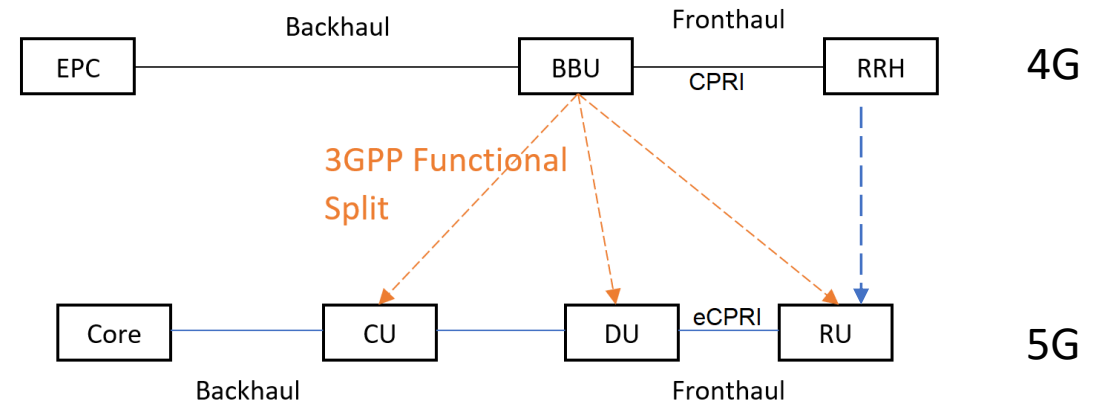 Backhaul
Fronthaul
EPC
BBU
CPRI
RRH
4G
3GPP Functional
Split
Core
CU
DU
eCPRI
RU
5G
Backhaul
Fronthaul